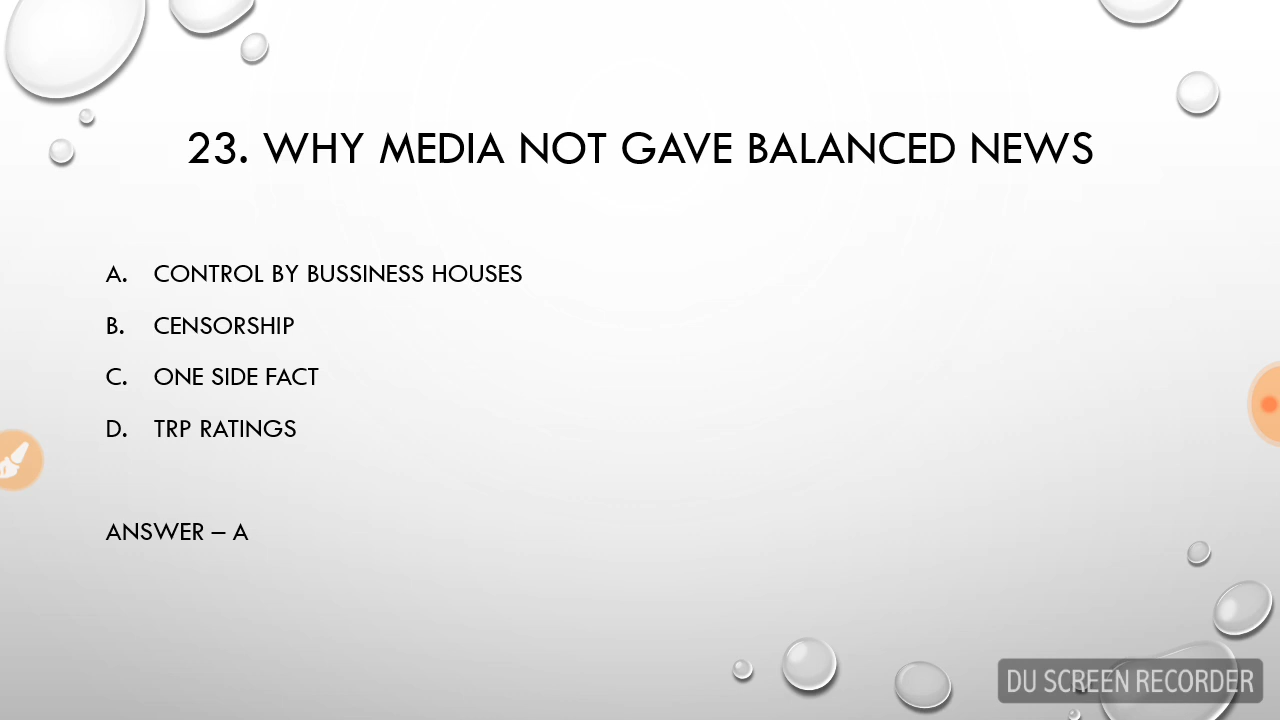 23. WHY MEDIA NOT GAVE BALANCED NEWS
A. CONTROL BY BUSSINESS HOUSES
B. CENSORSHIP
C. ONE SIDE FACT
D. TRP RATINGS
ANSWER – A
DU SCREEN RECORDER